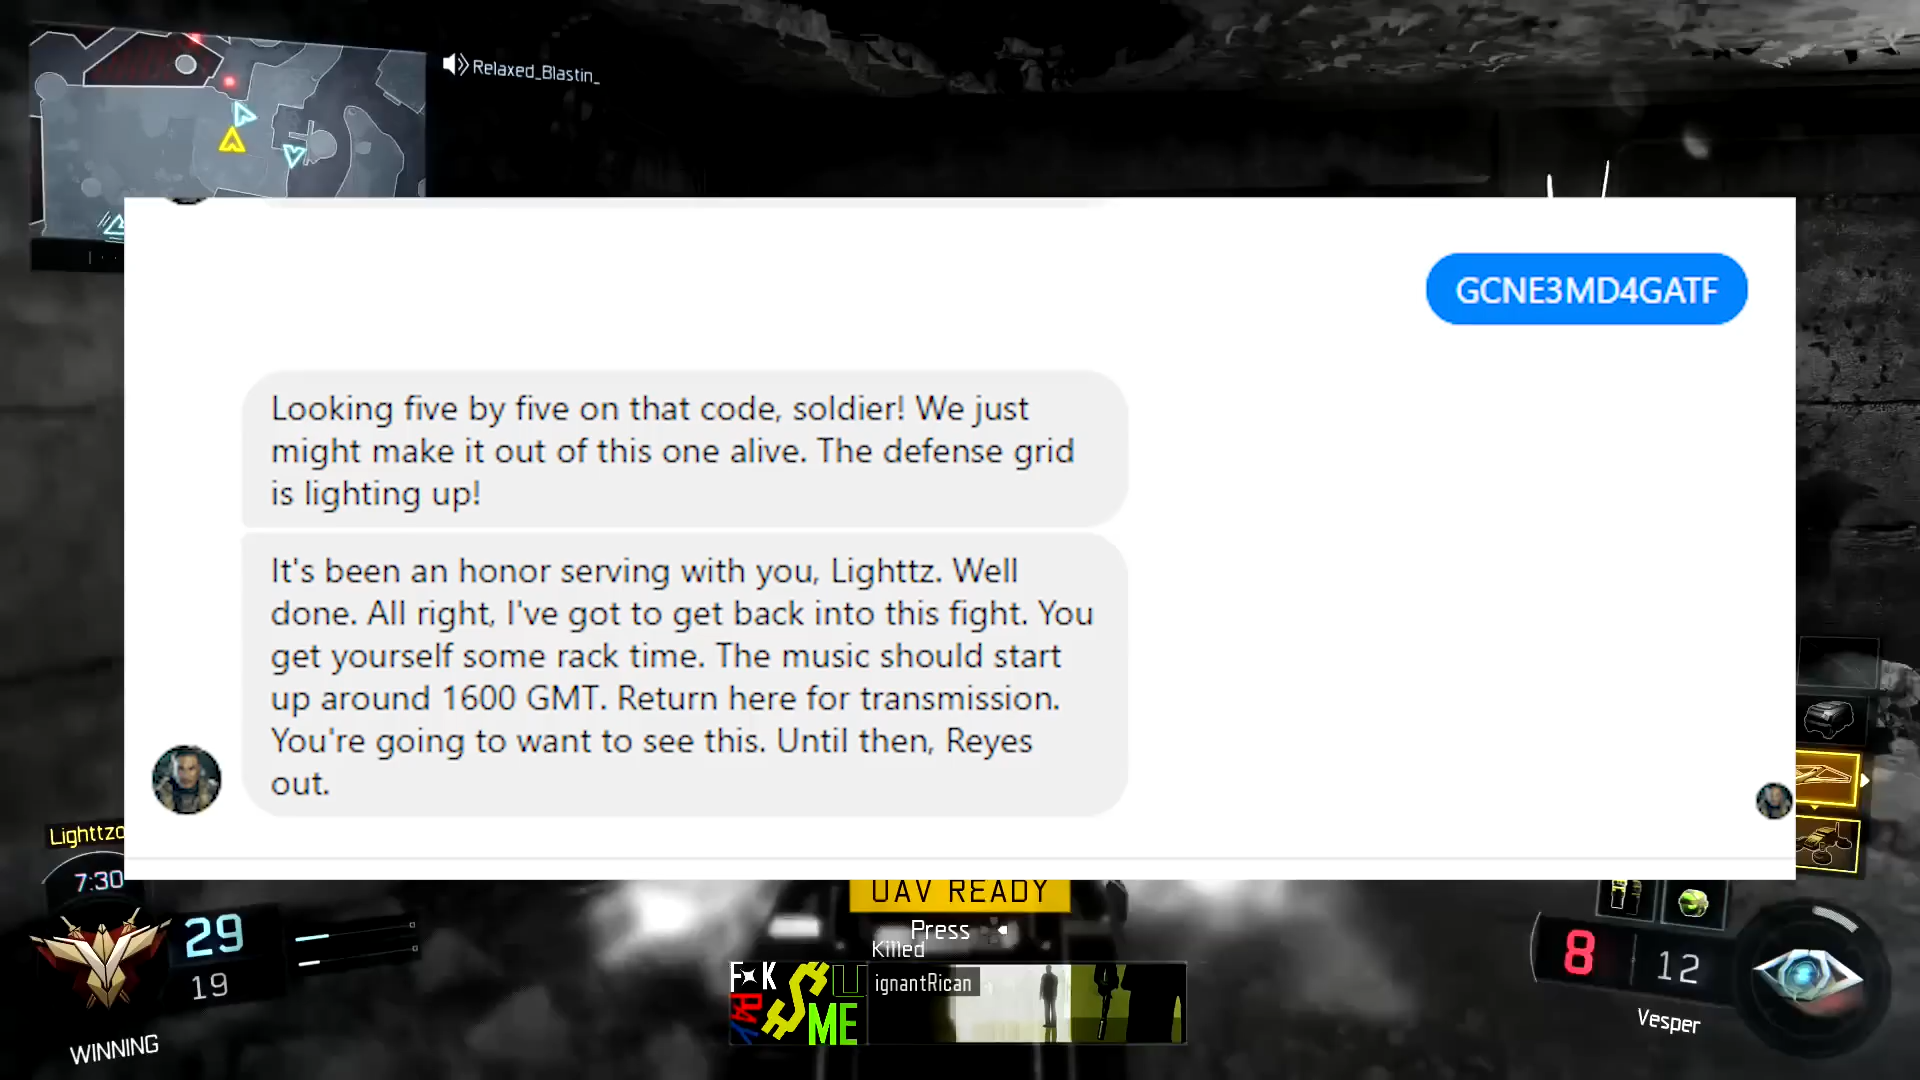 Relaxed_Blastin_
GCNE3MD4GATF
Looking five by five on that code, soldier! We just
might make it out of this one alive. The defense grid
is lighting up!
It's been an honor serving with you, Lighttz. Well
done. All right, I've got to get back into this fight. You
get yourself some rack time. The music should start
up around 1600 GMT. Return here for transmission.
You're going to want to see this. Until then, Reyes
out.
Lighttzo
7:30
29
19
WINNING
UAV READY
Press
Killed
ignantRican
ME
8
12
Vesper